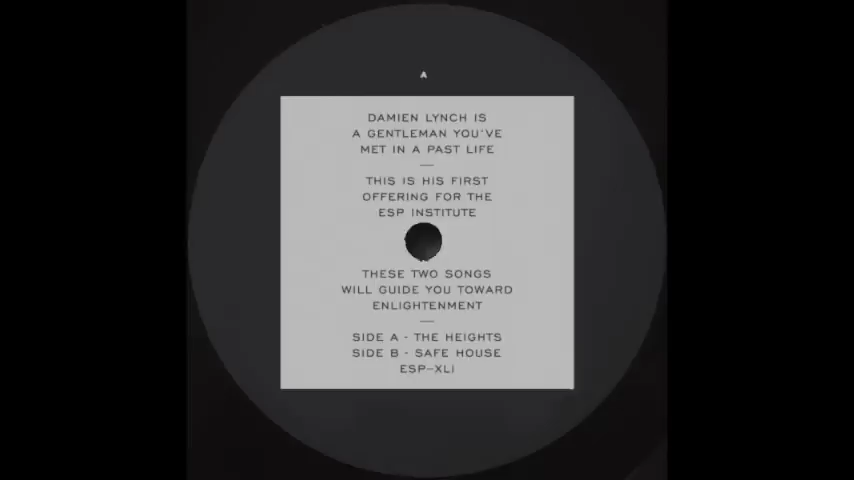 A
DAMIEN LYNCH IS
A GENTLEMAN YOU'VE
MET IN A PAST LIFE
—
THIS IS HIS FIRST
OFFERING FOR THE
ESP INSTITUTE
THESE TWO SONGS
WILL GUIDE YOU TOWARD
ENLIGHTENMENT
—
SIDE A - THE HEIGHTS
SIDE B - SAFE HOUSE
ESP–XLI